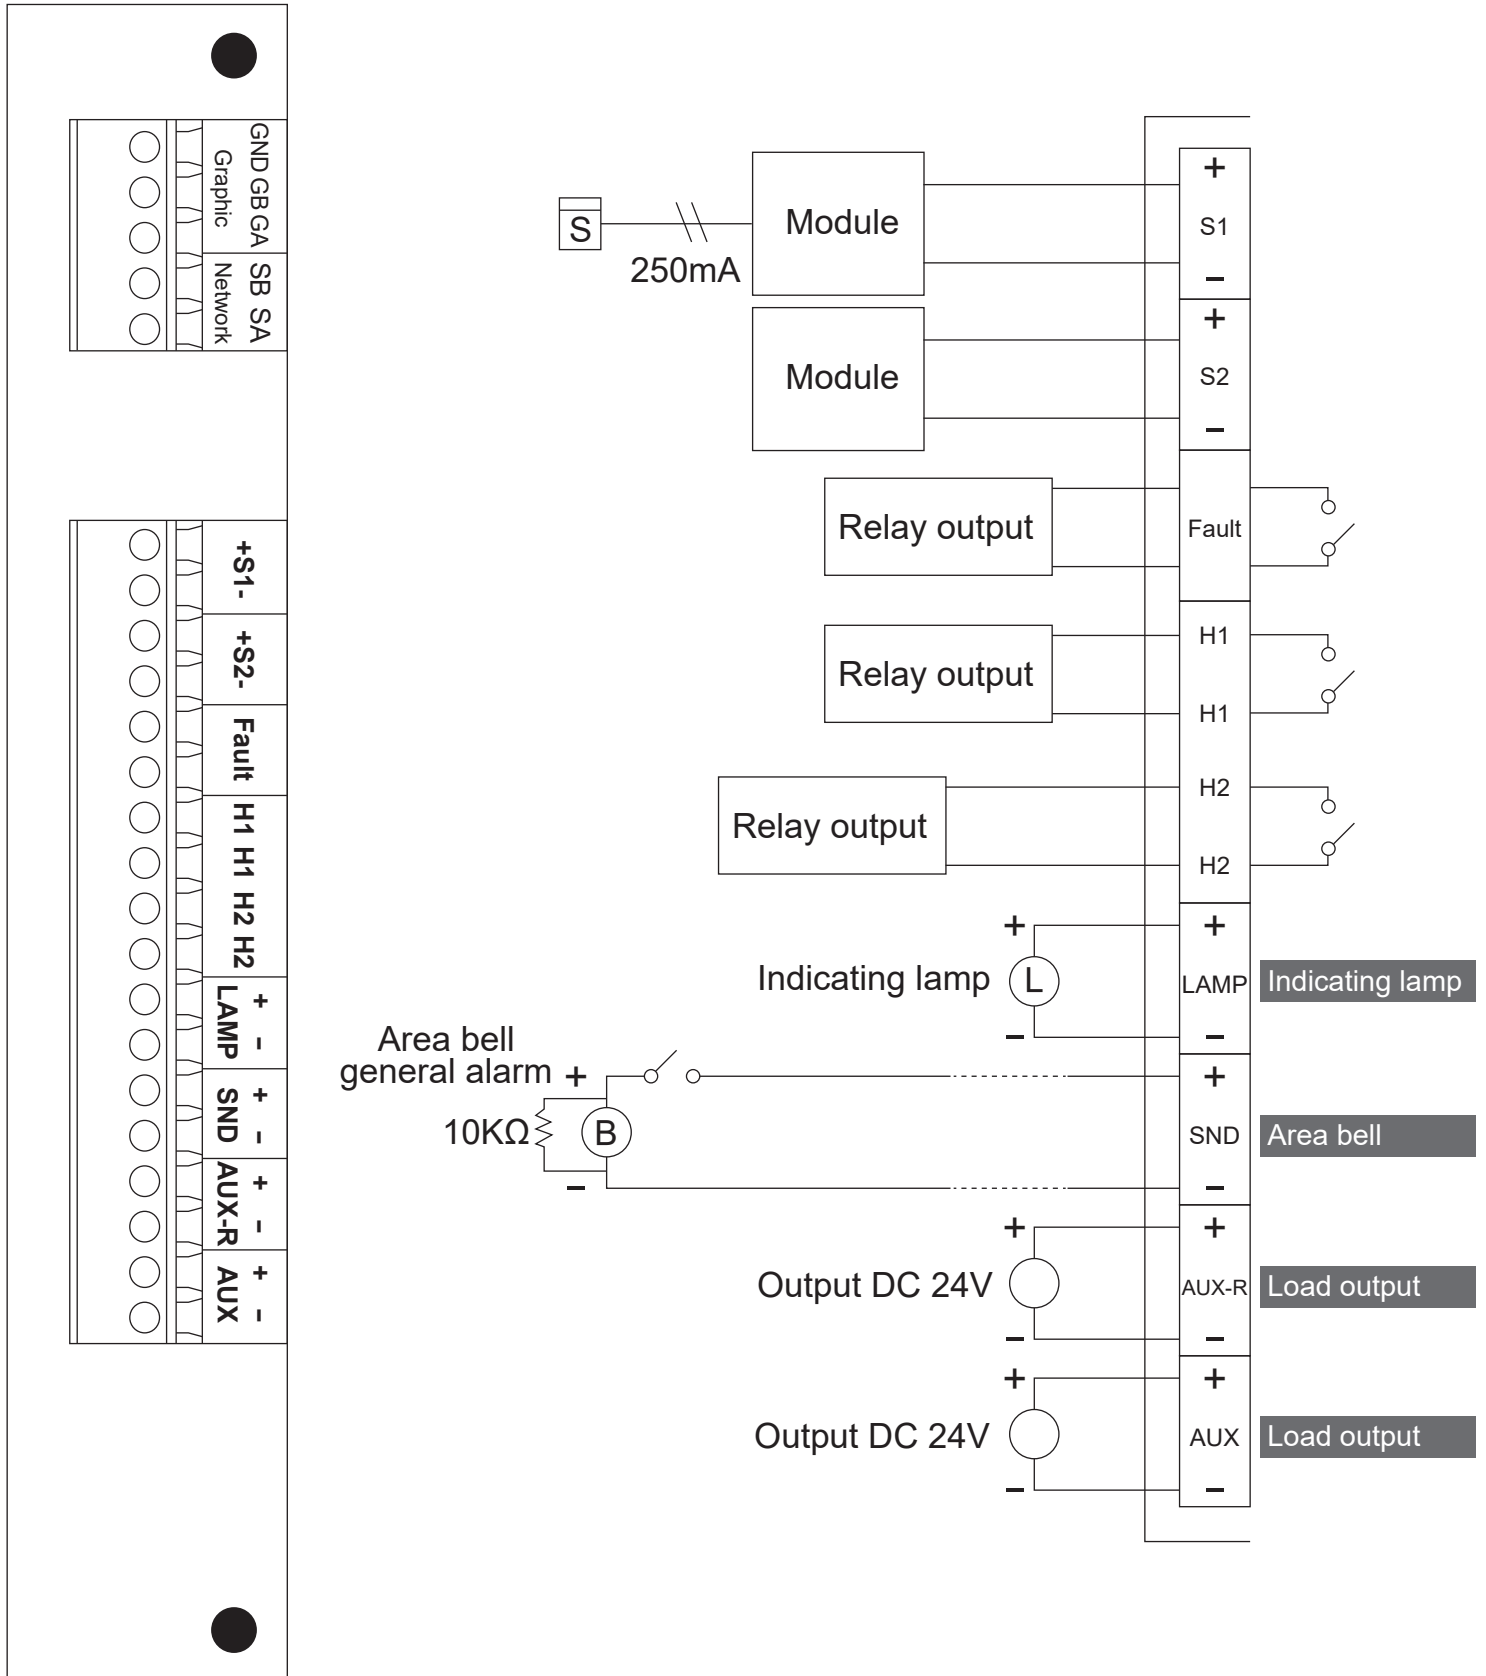 GND GB GA
Graphic
SB SA
Network
+S1-
+S2-
Fault
H1 H1 H2 H2
+ -
LAMP
+ -
SND
+ -
AUX-R
+ -
AUX
S
250mA
Module
+
S1
-
Module
+
S2
-
Relay output
Fault
Relay output
H1
H1
Relay output
H2
H2
Indicating lamp
+
L
-
+
LAMP
-
Indicating lamp
Area bell
general alarm +
10KΩ
B
-
+
SND
-
Area bell
Output DC 24V
+
-
+
AUX-R
-
Load output
Output DC 24V
+
-
+
AUX
-
Load output